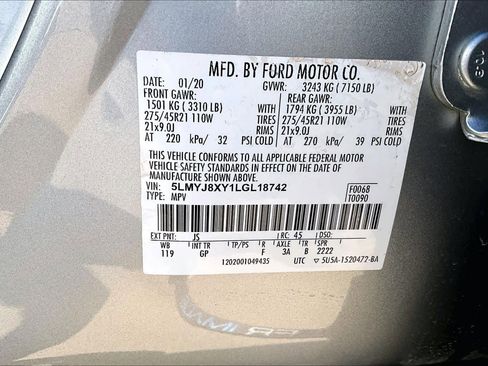 MFD. BY FORD MOTOR CO.
DATE: 01/20 GVWR: 3243 KG ( 7150 LB)
FRONT GAWR: REAR GAWR:
1501 KG ( 3310 LB) WITH 1794 KG ( 3955 LB) WITH
275/45R21 110W TIRES 275/45R21 110W TIRES
21x9.0J RIMS 21x9.0J RIMS
AT 220 kPa/ 32 PSI COLD AT 270 kPa/ 39 PSI COLD
THIS VEHICLE CONFORMS TO ALL APPLICABLE FEDERAL MOTOR
VEHICLE SAFETY STANDARDS IN EFFECT ON THE DATE OF
MANUFACTURE SHOWN ABOVE.
VIN: 5LMYJ8XY1LGL18742 F0068
TYPE: MPV T0090
EXT PNT: JS RC: 45 DSO:
WB INT TR TP/PS R AXLE TR SPR
119 GP F 3A B 2222
1202001049435 UTC ▽5U5A-1520472-BA